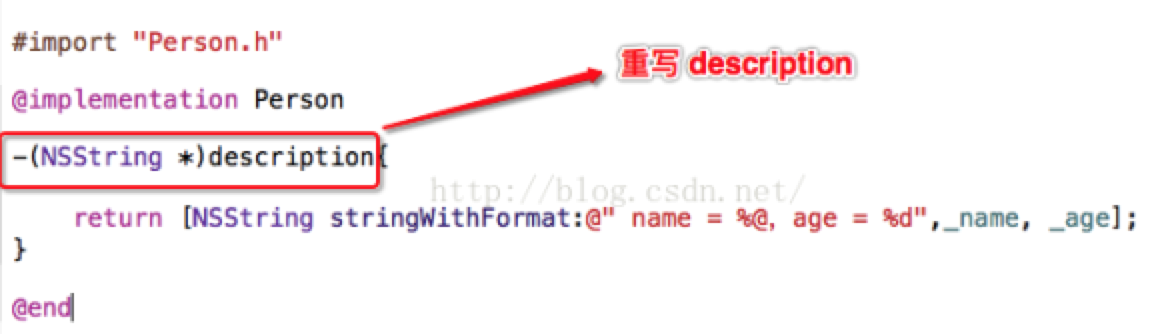 #import "Person.h"
重写 description
@implementation Person
-(NSString *)description{
http://blog.csdn.net/
return [NSString stringWithFormat:@" name = %@, age = %d",_name, _age];
}
@end